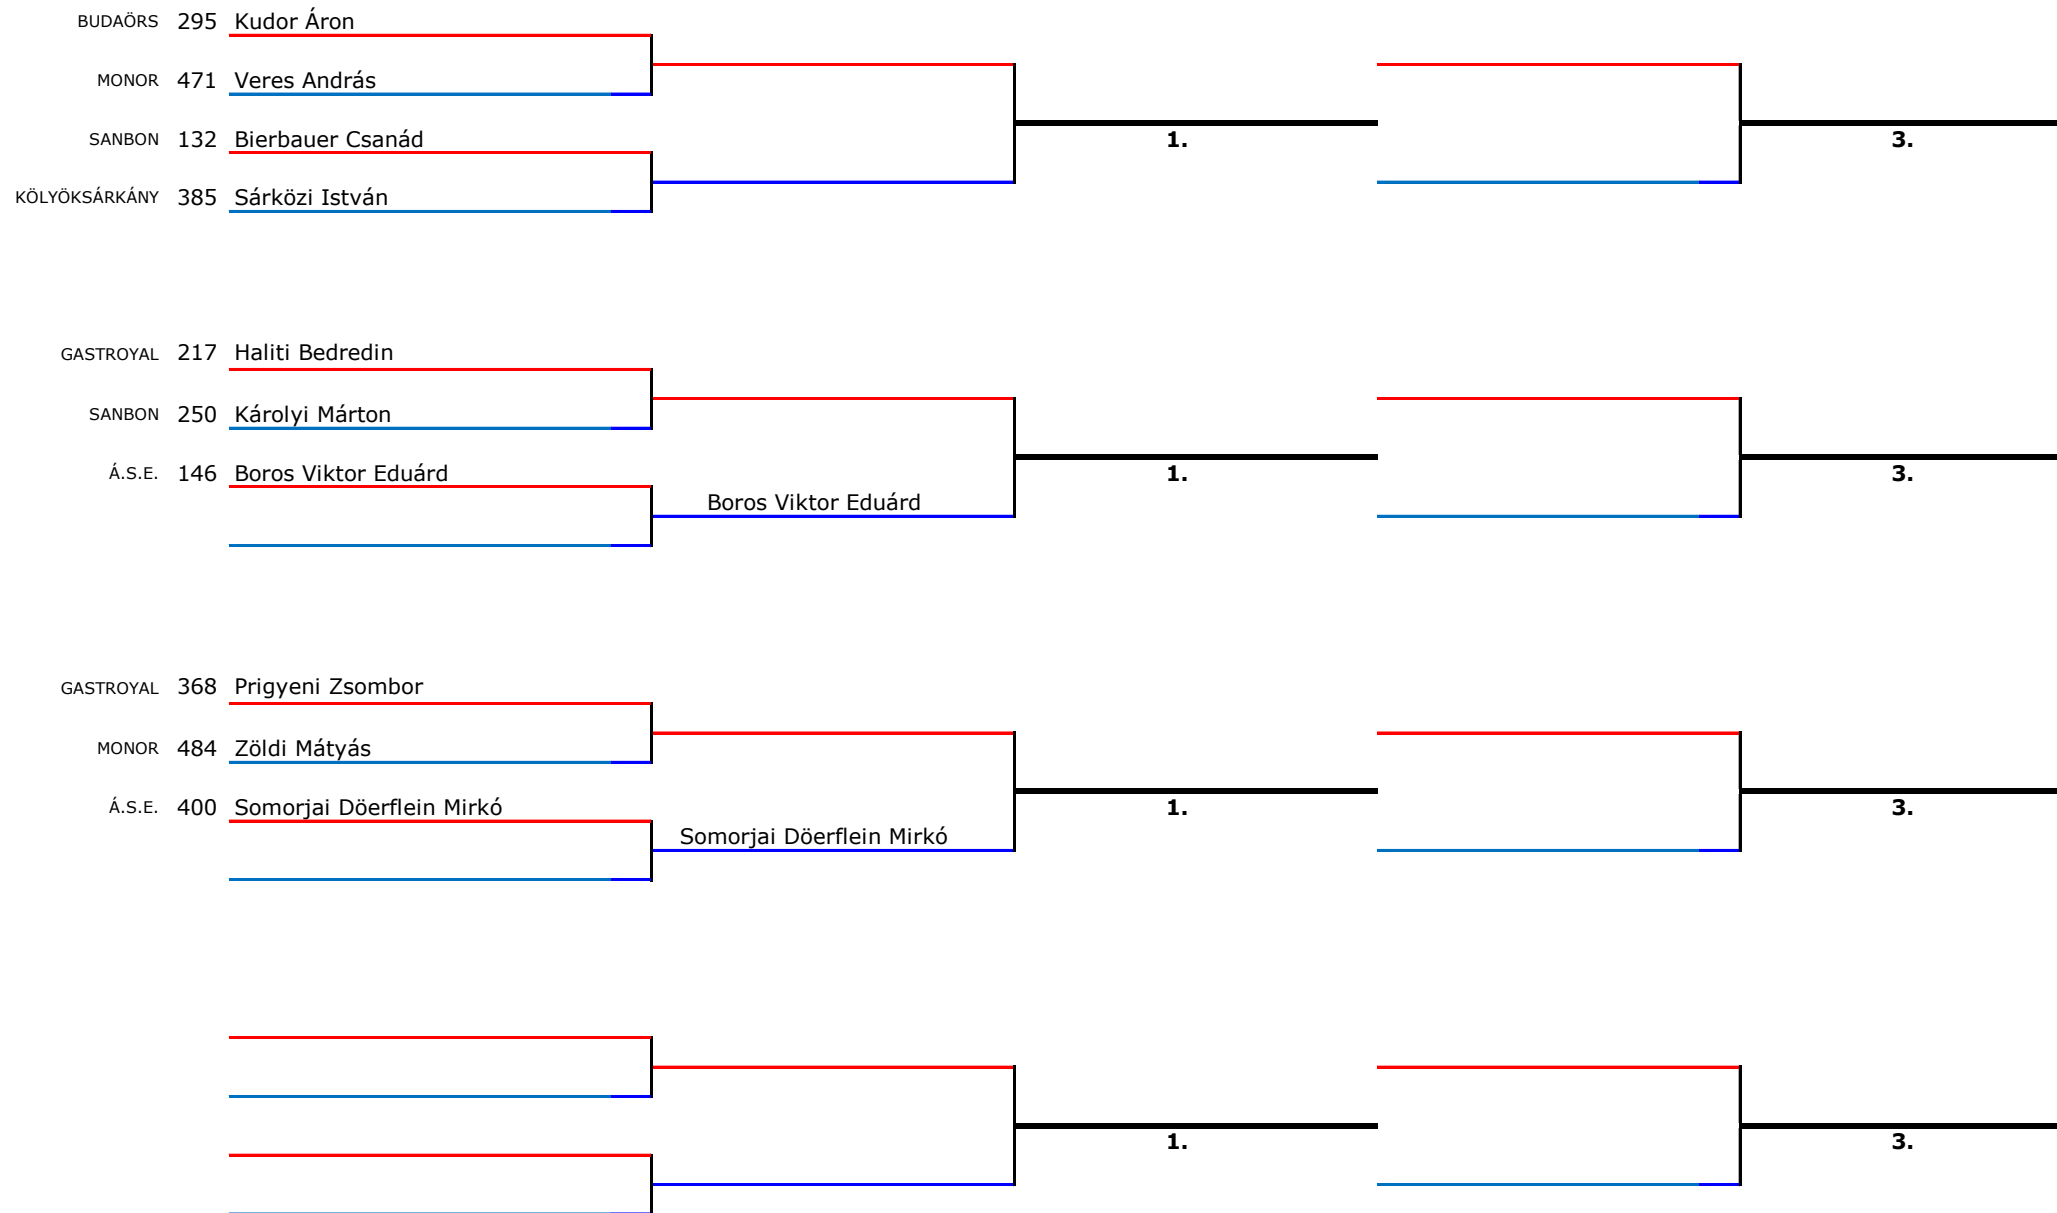 BUDAÖRS 295 Kudor Áron
MONOR 471 Veres András
1. 3.
SANBON 132 Bierbauer Csanád
KÖLYÖKSÁRKÁNY 385 Sárközi István
GASTROYAL 217 Haliti Bedredin
SANBON 250 Károlyi Márton
Á.S.E. 146 Boros Viktor Eduárd
1. 3.
Boros Viktor Eduárd
GASTROYAL 368 Prigyeni Zsombor
MONOR 484 Zöldi Mátyás
Á.S.E. 400 Somorjai Döerflein Mirkó
1. 3.
Somorjai Döerflein Mirkó
1. 3.